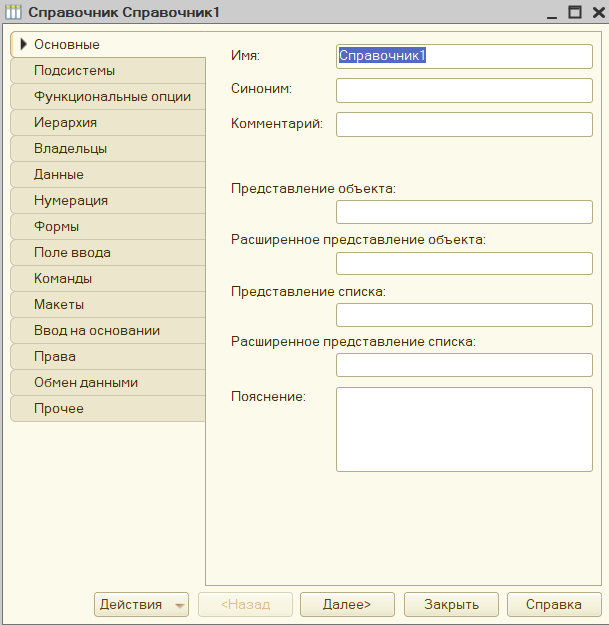 Справочник Справочник1
Основные
Подсистемы
Функциональные опции
Иерархия
Владельцы
Данные
Нумерация
Формы
Поле ввода
Команды
Макеты
Ввод на основании
Права
Обмен данными
Прочее
Имя: Справочник1
Синоним:
Комментарий:
Представление объекта:
Расширенное представление объекта:
Представление списка:
Расширенное представление списка:
Пояснение:
Действия <Назад Далее> Закрыть Справка